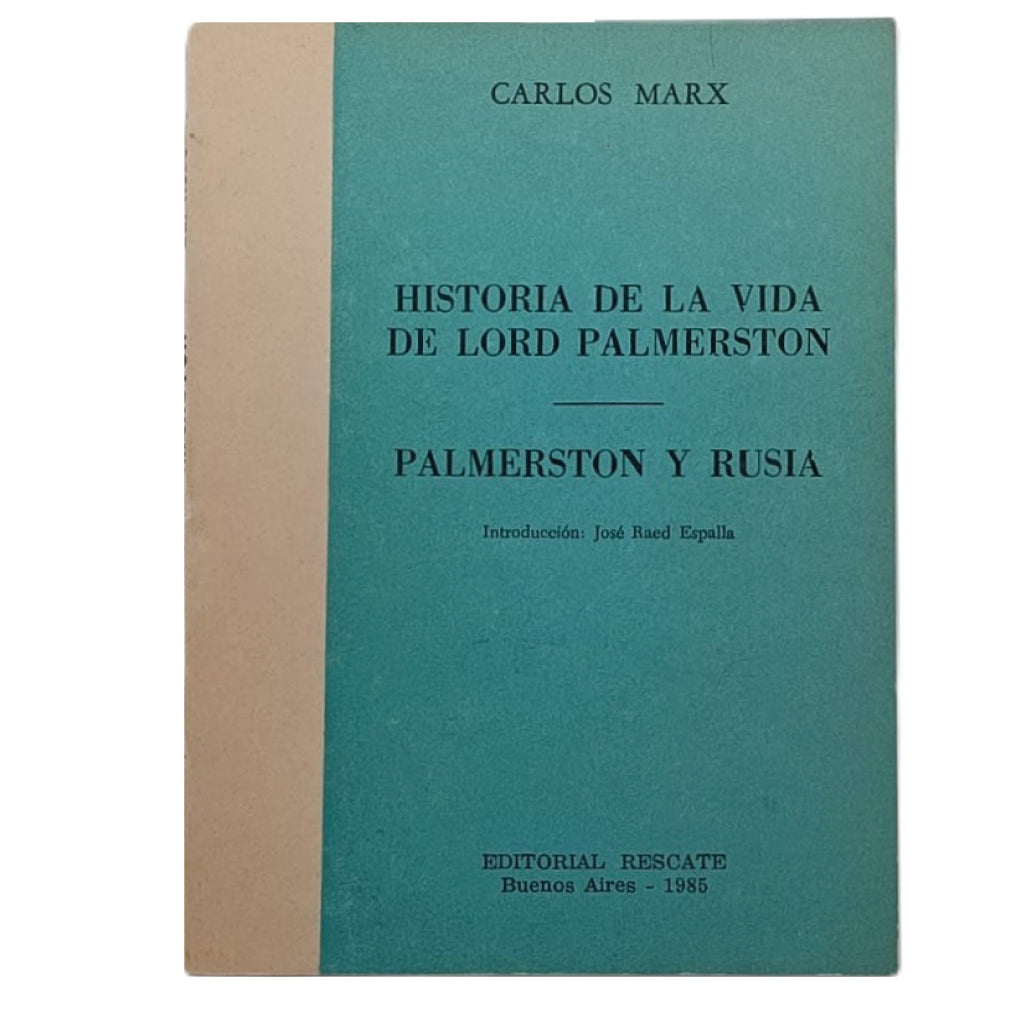 CARLOS MARX
HISTORIA DE LA VIDA
DE LORD PALMERSTON
PALMERSTON Y RUSIA
Introducción: José Raed Espalla
EDITORIAL RESCATE
Buenos Aires - 1985